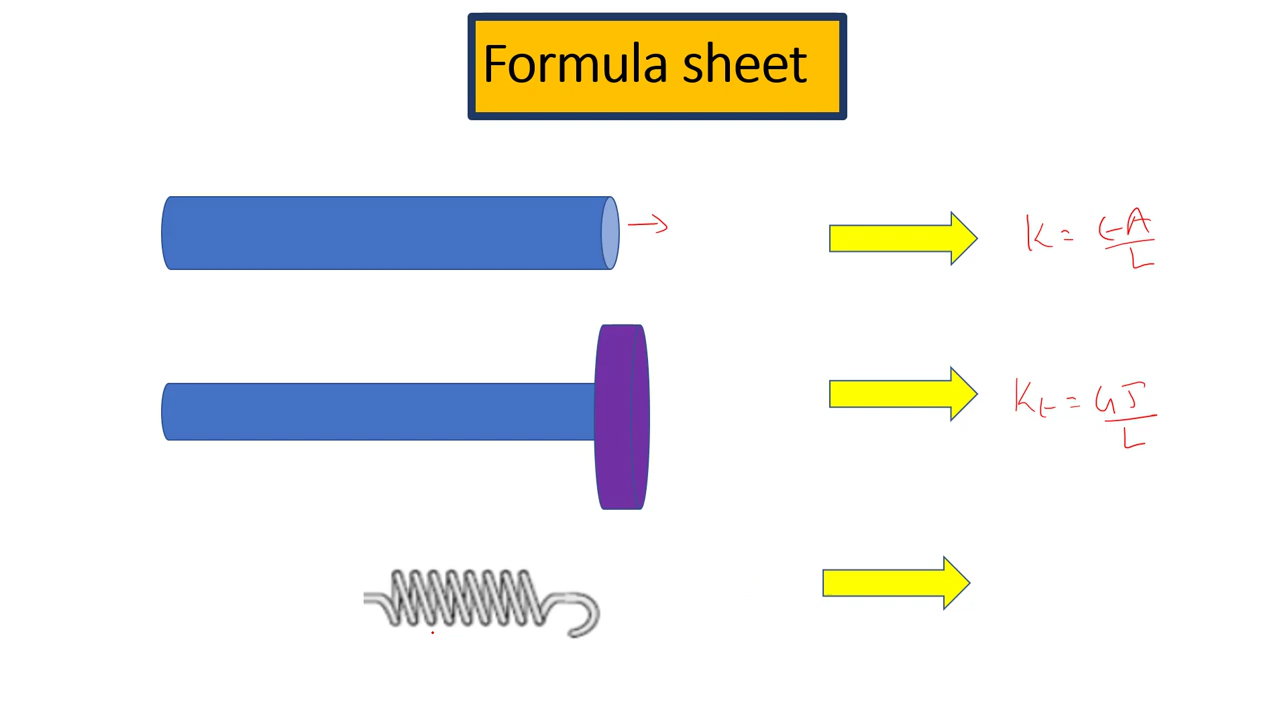 Formula sheet
K = EA/L
Kt = GJ/L